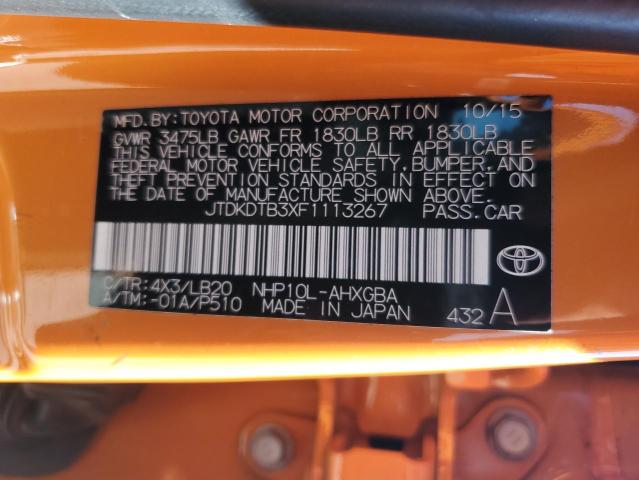 MFD.BY:TOYOTA MOTOR CORPORATION 10/15
GVWR 3475LB GAWR FR 1830LB RR 1830LB
THIS VEHICLE CONFORMS TO ALL APPLICABLE
FEDERAL MOTOR VEHICLE SAFETY, BUMPER, AND
THEFT PREVENTION STANDARDS IN EFFECT ON
THE DATE OF MANUFACTURE SHOWN ABOVE.
JTDKDTB3XF1113267 PASS.CAR
C/TR:4X3/LB20 NHP10L-AHXGBA
A/TM:-01A/P510 MADE IN JAPAN 432 A